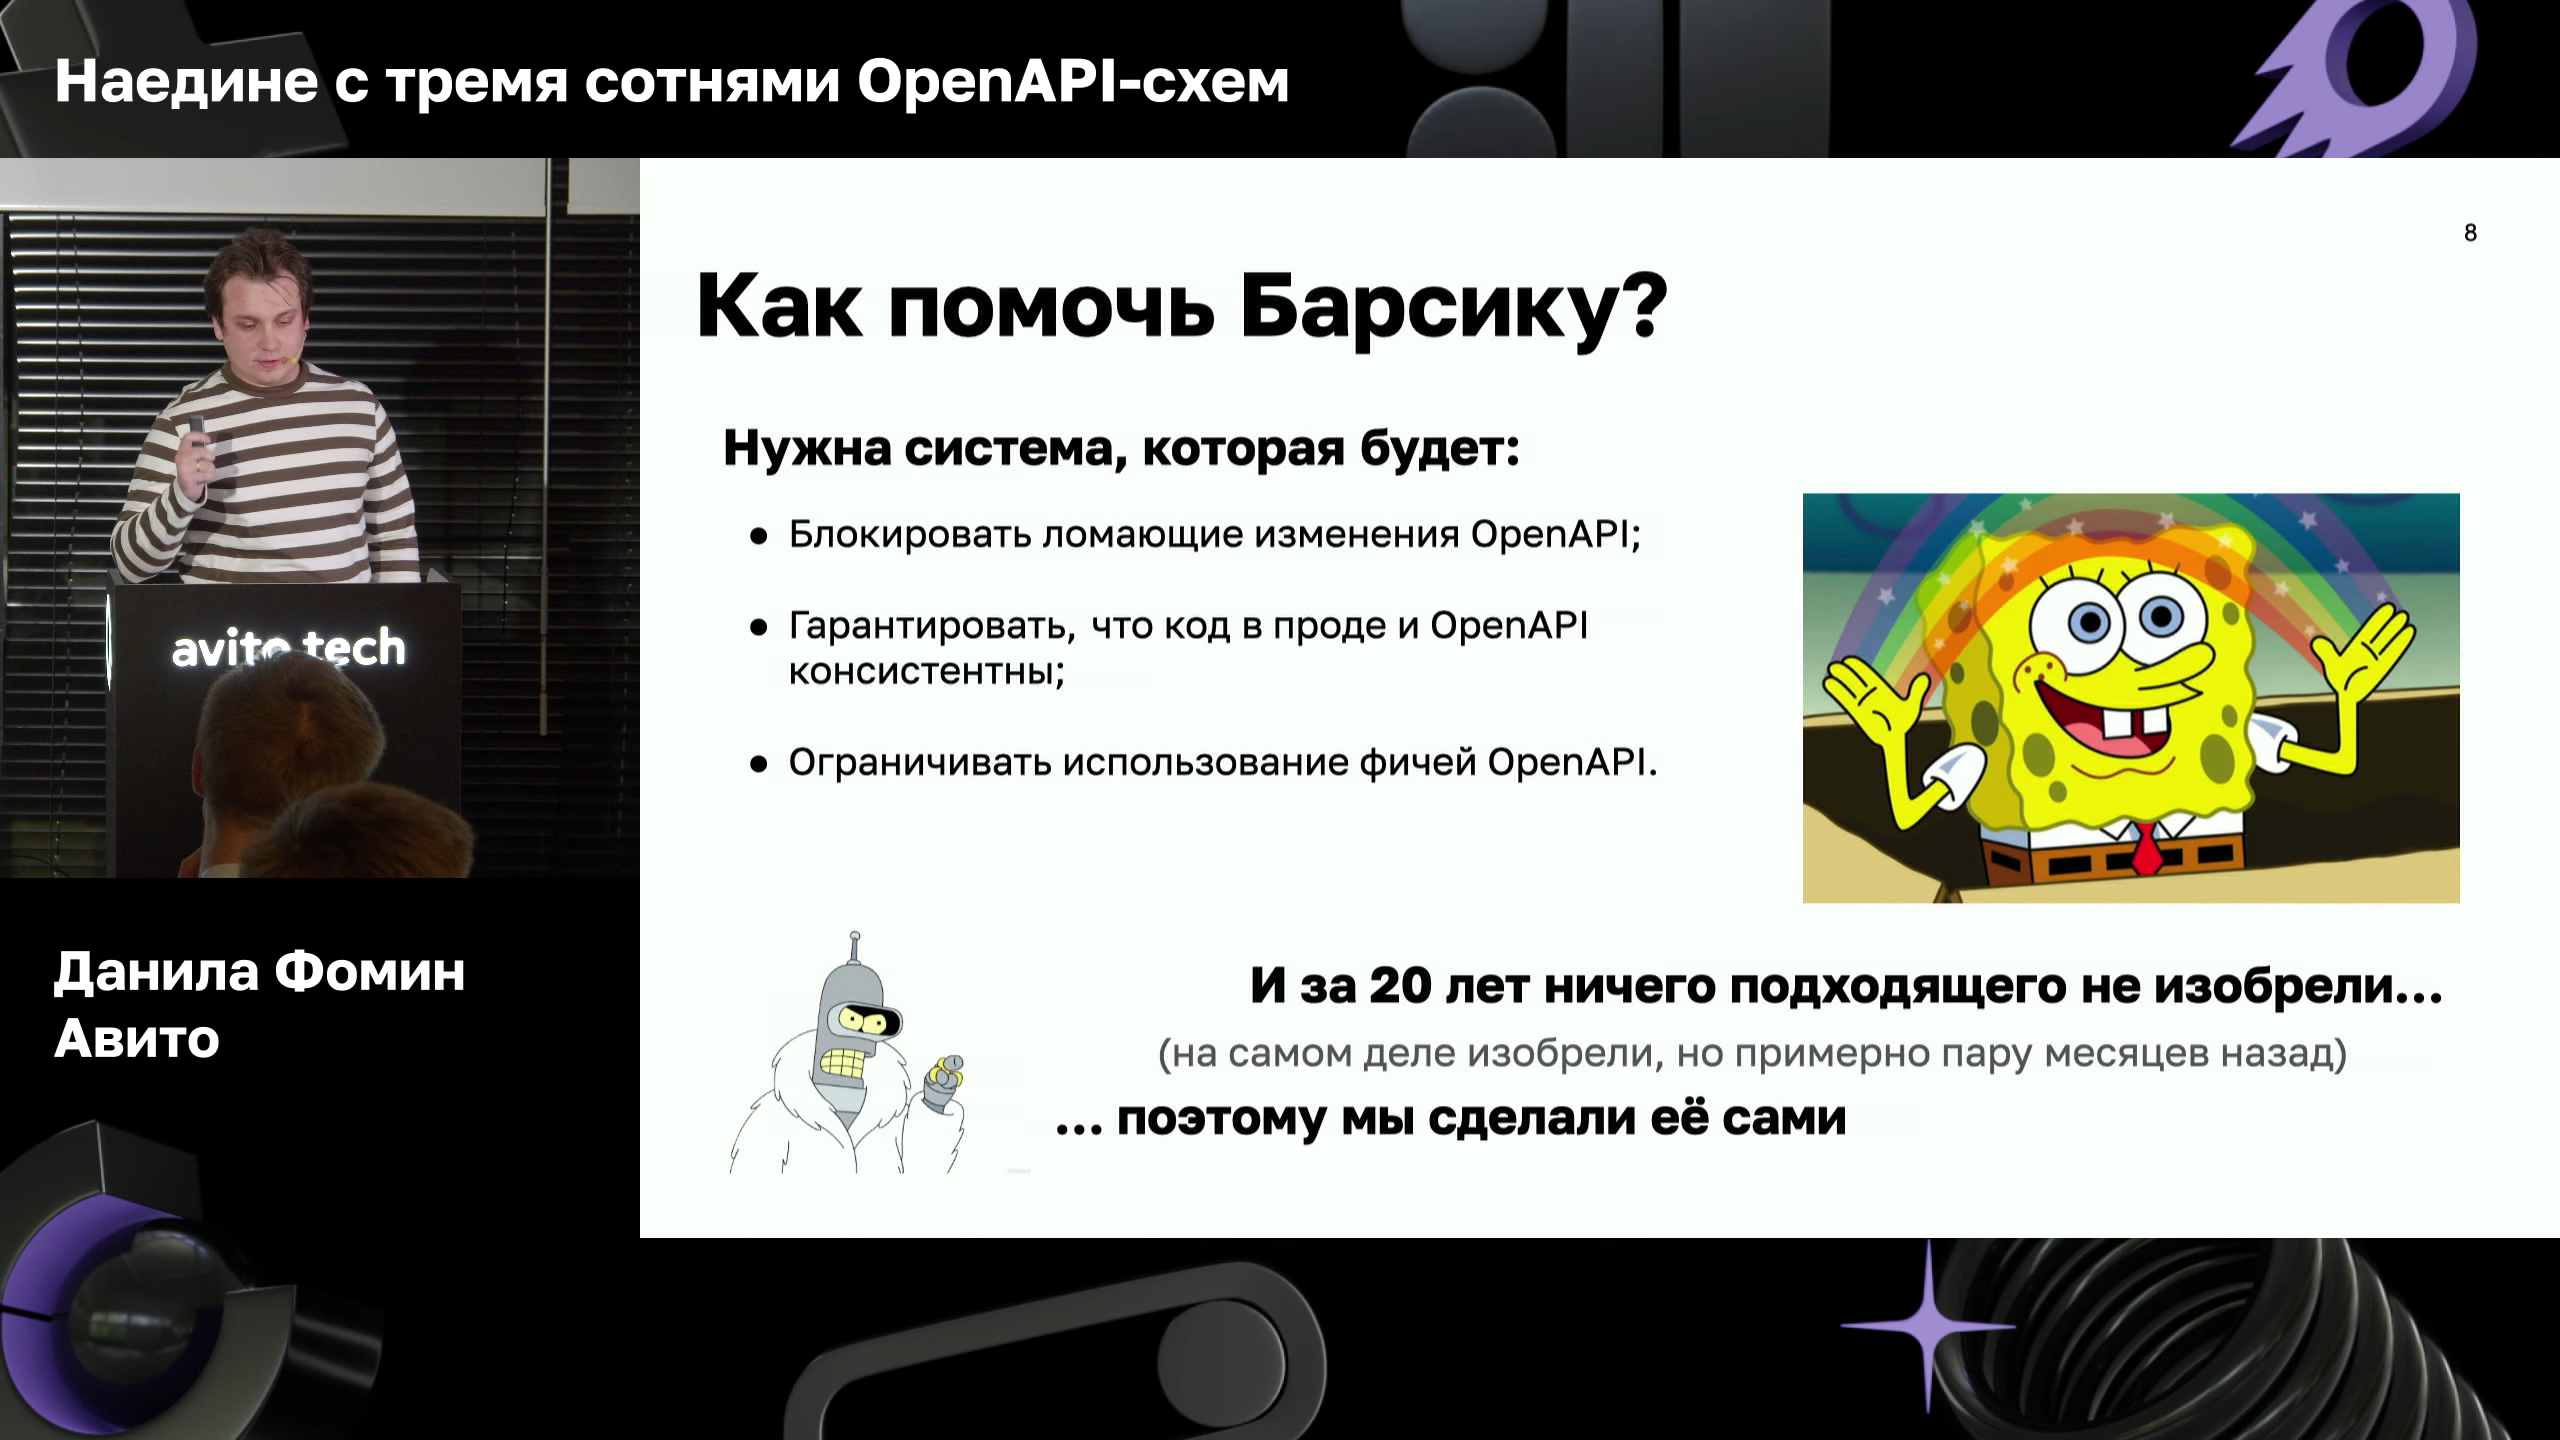 Наедине с тремя сотнями OpenAPI-схем
8
Как помочь Барсику?
Нужна система, которая будет:
● Блокировать ломающие изменения OpenAPI;
● Гарантировать, что код в проде и OpenAPI
консистентны;
● Ограничивать использование фичей OpenAPI.
И за 20 лет ничего подходящего не изобрели...
(на самом деле изобрели, но примерно пару месяцев назад)
... поэтому мы сделали её сами
avito tech
Данила Фомин
Авито